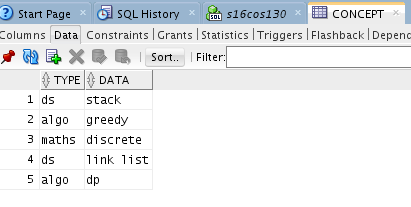 Start Page SQL History s16cos130 CONCEPT
Columns Data Constraints Grants Statistics Triggers Flashback Depend
Sort.. Filter:
TYPE DATA
1 ds stack
2 algo greedy
3 maths discrete
4 ds link list
5 algo dp